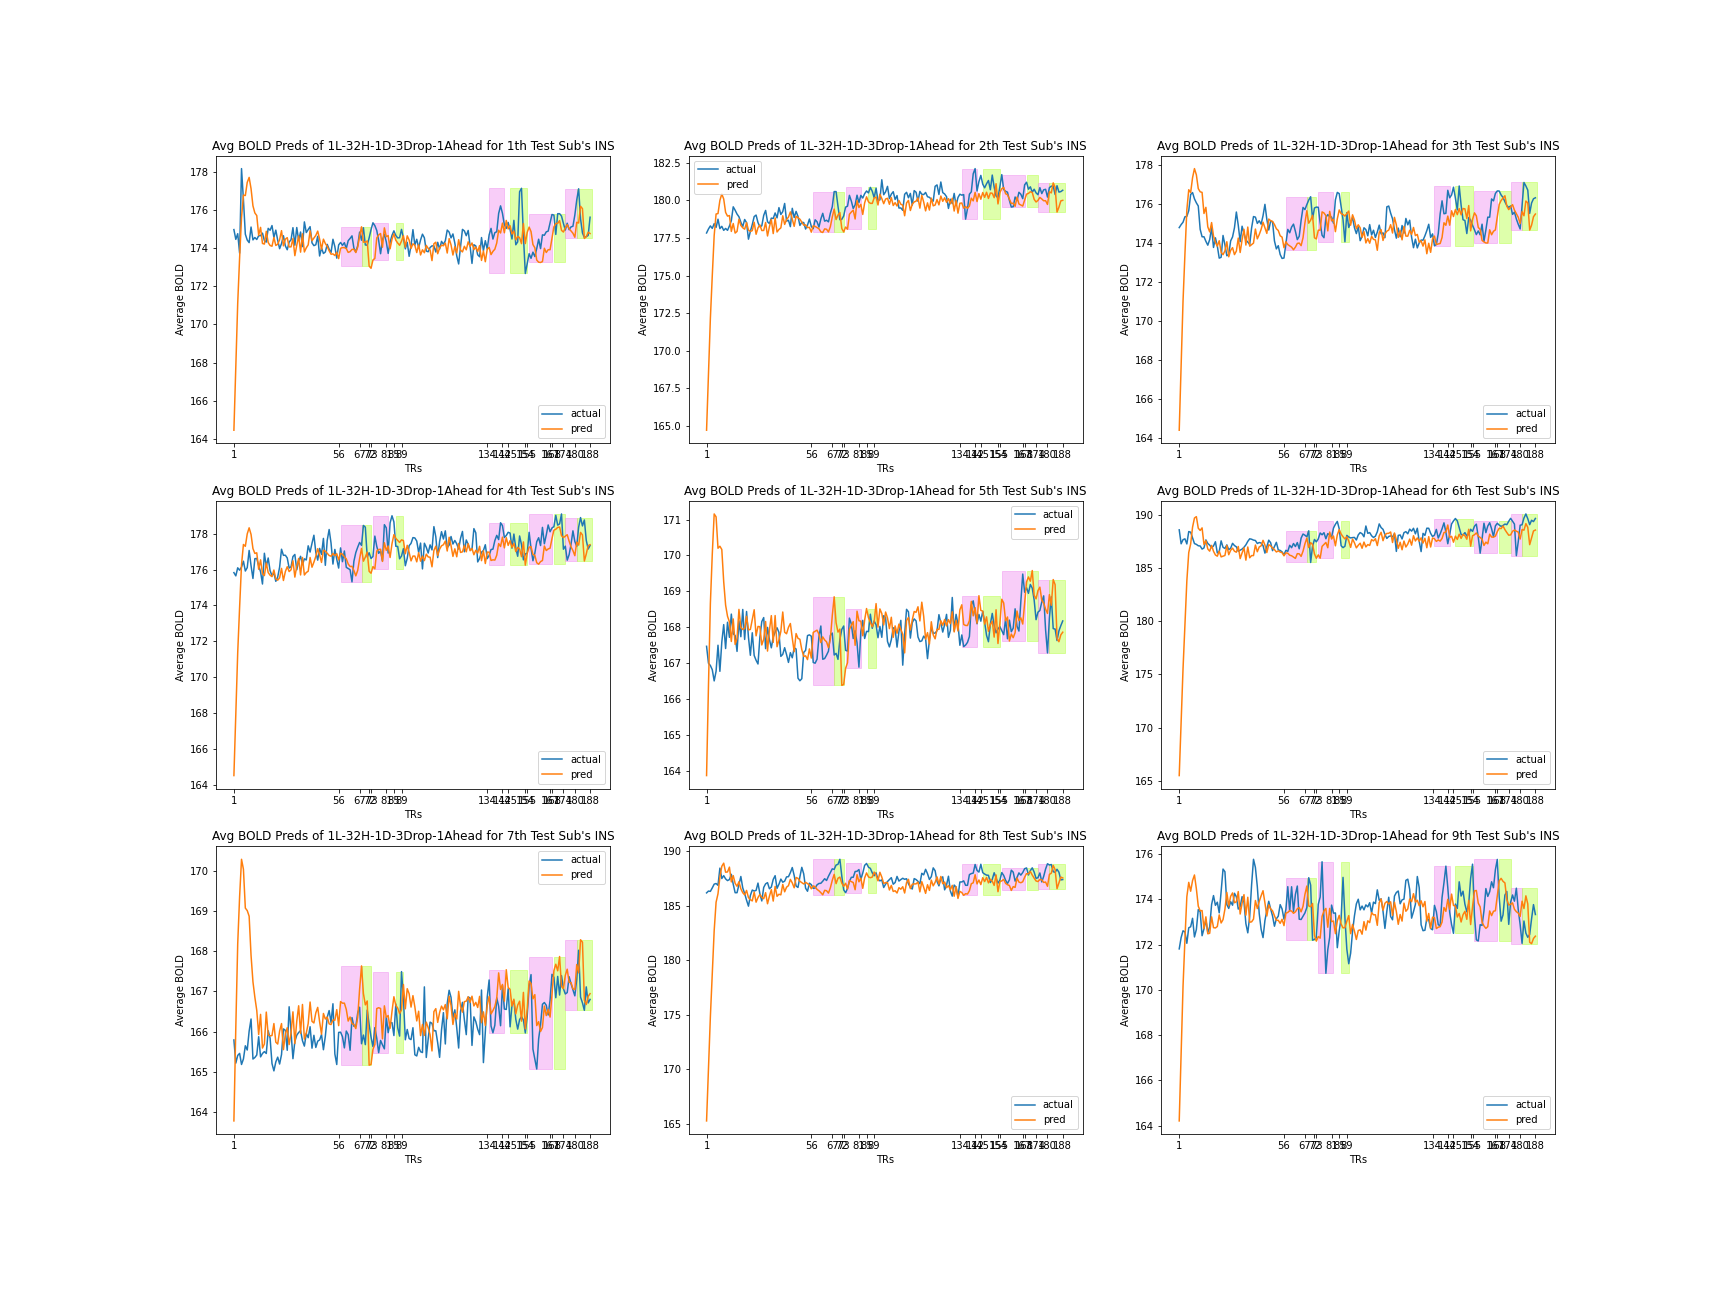 Avg BOLD Preds of 1L-32H-1D-3Drop-1Ahead for 1th Test Sub's INS
178
176
174
172
170
168
166
164
Average BOLD
actual
pred
1
56
188
TRs
Avg BOLD Preds of 1L-32H-1D-3Drop-1Ahead for 2th Test Sub's INS
182.5
180.0
177.5
175.0
172.5
170.0
167.5
165.0
Average BOLD
actual
pred
1
56
188
TRs
Avg BOLD Preds of 1L-32H-1D-3Drop-1Ahead for 3th Test Sub's INS
178
176
174
172
170
168
166
164
Average BOLD
actual
pred
1
56
188
TRs
Avg BOLD Preds of 1L-32H-1D-3Drop-1Ahead for 4th Test Sub's INS
178
176
174
172
170
168
166
164
Average BOLD
actual
pred
1
56
188
TRs
Avg BOLD Preds of 1L-32H-1D-3Drop-1Ahead for 5th Test Sub's INS
171
170
169
168
167
166
165
164
Average BOLD
actual
pred
1
56
188
TRs
Avg BOLD Preds of 1L-32H-1D-3Drop-1Ahead for 6th Test Sub's INS
190
185
180
175
170
165
Average BOLD
actual
pred
1
56
188
TRs
Avg BOLD Preds of 1L-32H-1D-3Drop-1Ahead for 7th Test Sub's INS
170
169
168
167
166
165
164
Average BOLD
actual
pred
1
56
188
TRs
Avg BOLD Preds of 1L-32H-1D-3Drop-1Ahead for 8th Test Sub's INS
190
185
180
175
170
165
Average BOLD
actual
pred
1
56
188
TRs
Avg BOLD Preds of 1L-32H-1D-3Drop-1Ahead for 9th Test Sub's INS
176
174
172
170
168
166
164
Average BOLD
actual
pred
1
56
188
TRs